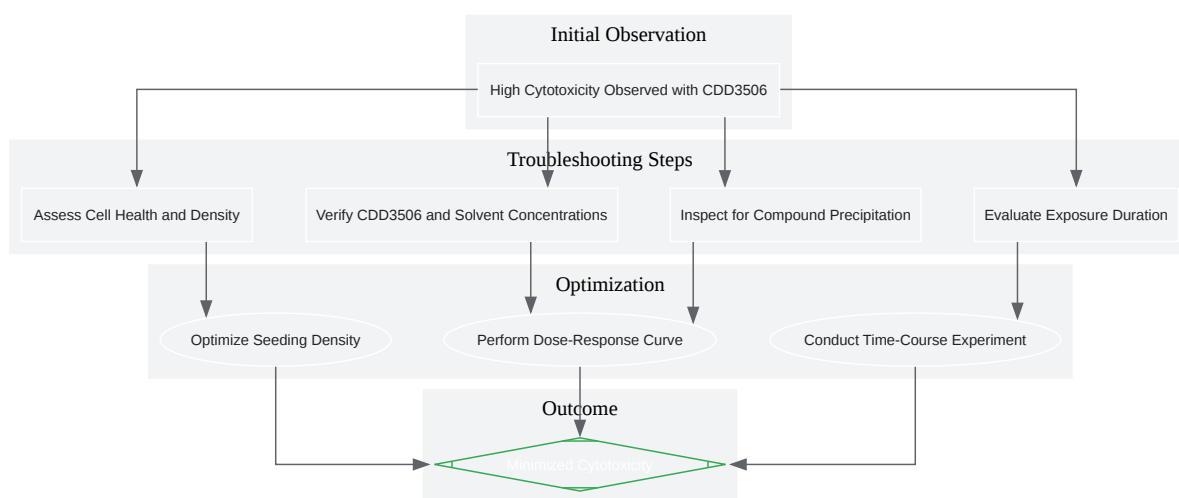 Initial Observation
High Cytotoxicity Observed with CDD3506
Troubleshooting Steps
Assess Cell Health and Density
Verify CDD3506 and Solvent Concentrations
Inspect for Compound Precipitation
Evaluate Exposure Duration
Optimization
Optimize Seeding Density
Perform Dose-Response Curve
Conduct Time-Course Experiment
Outcome
Minimized Cytotoxicity